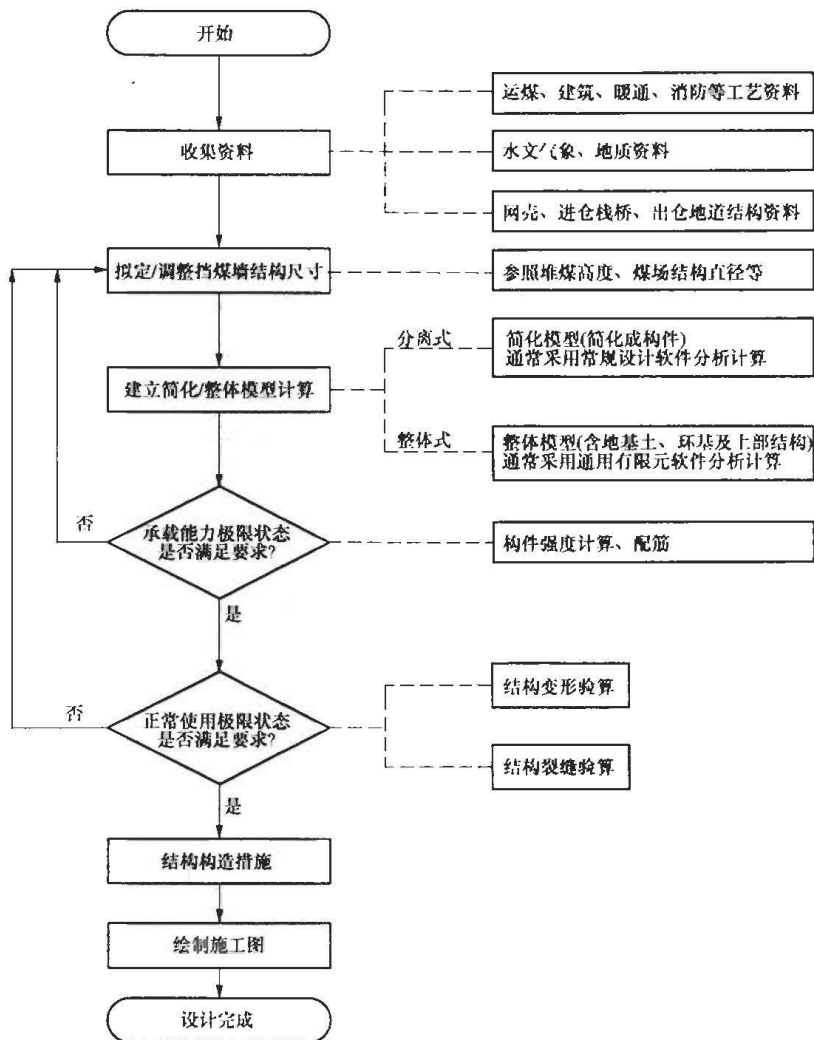 开始
运煤、建筑、暖通、消防等工艺资料
收集资料
水文气象、地质资料
网壳、进仓栈桥、出仓地道结构资料
拟定/调整挡煤墙结构尺寸
参照堆煤高度、煤场结构直径等
分离式
简化模型(简化成构件)
通常采用常规设计软件分析计算
建立简化/整体模型计算
整体式
整体模型(含地基土、环基及上部结构)
通常采用通用有限元软件分析计算
否
承载能力极限状态
是否满足要求?
构件强度计算、配筋
是
结构变形验算
否
正常使用极限状态
是否满足要求?
结构裂缝验算
是
结构构造措施
绘制施工图
设计完成